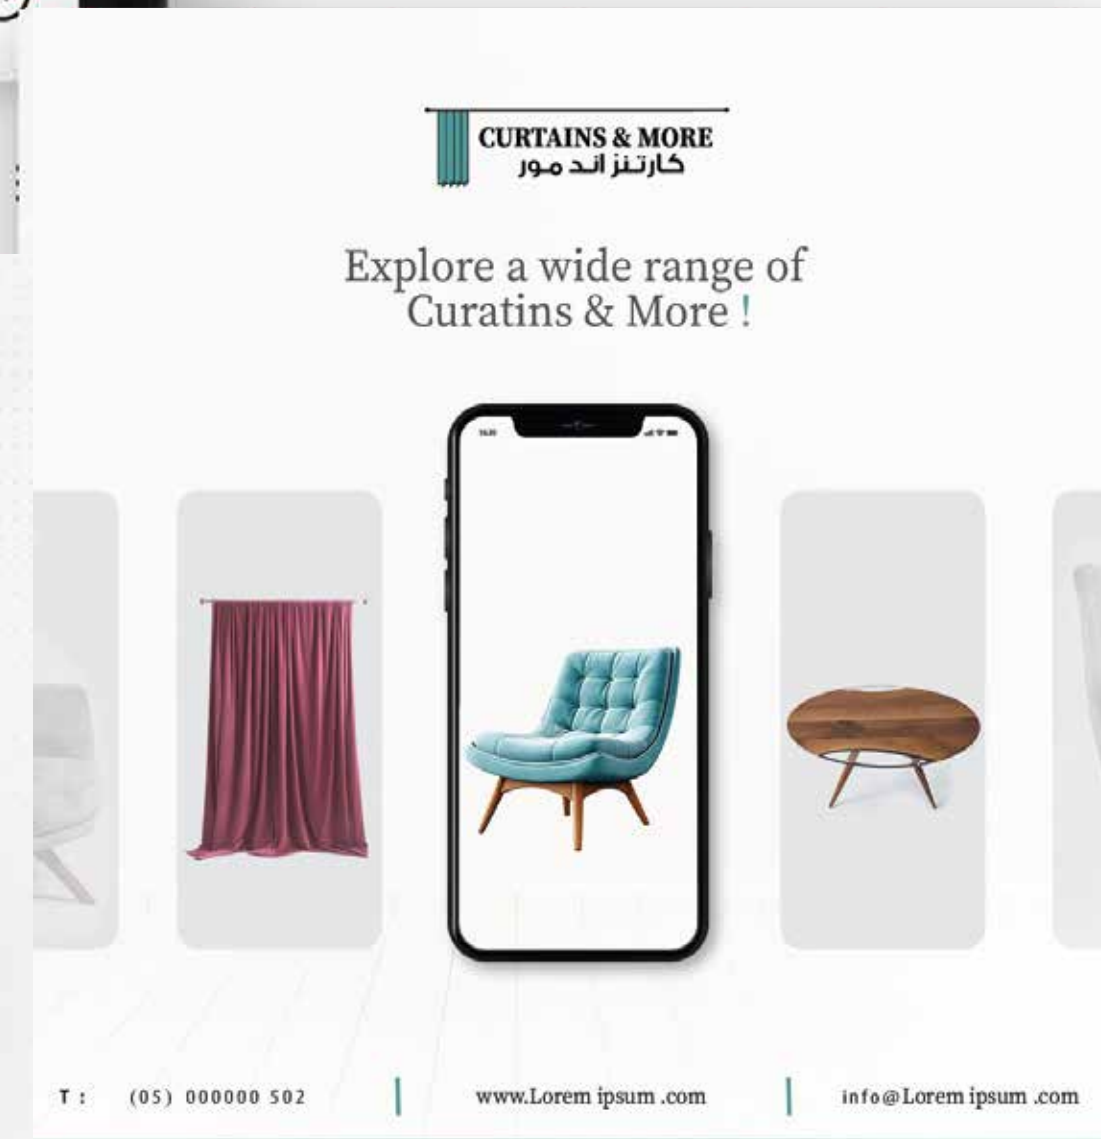 CURTAINS & MORE
كارتنز اند مور
Explore a wide range of
Curatins & More !
T : (05) 000000 502
www.Lorem ipsum .com
info@Lorem ipsum .com